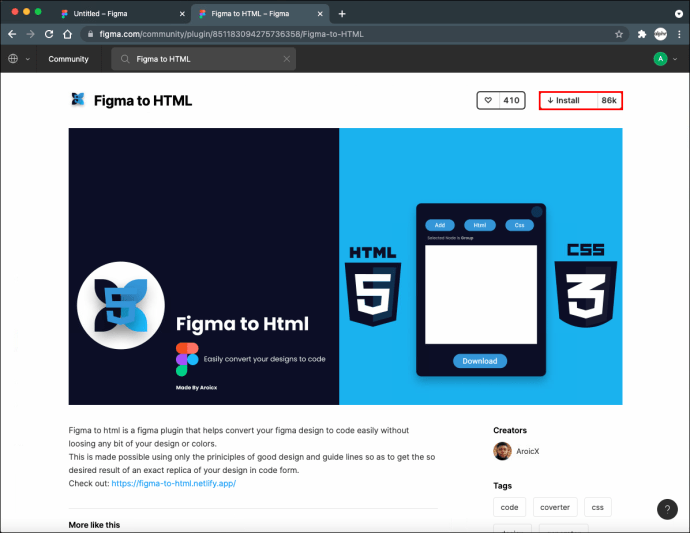 Untitled – Figma
Figma to HTML – Figma
figma.com/community/plugin/851183094275736358/Figma-to-HTML
Community
Figma to HTML
A
Figma to HTML
410
Install
86k
Add
Html
Css
Selected Node is Group
HTML
5
CSS
3
5
Figma to Html
Easily convert your designs to code
Made By Aroicx
Download
Figma to html is a figma plugin that helps convert your figma design to code easily without
loosing any bit of your design or colors.
This is made possible using only the priniciples of good design and guide lines so as to get the so
desired result of an exact replica of your design in code form.
Check out: https://figma-to-html.netlify.app/
More like this
Creators
AroicX
Tags
code
coverter
css
?